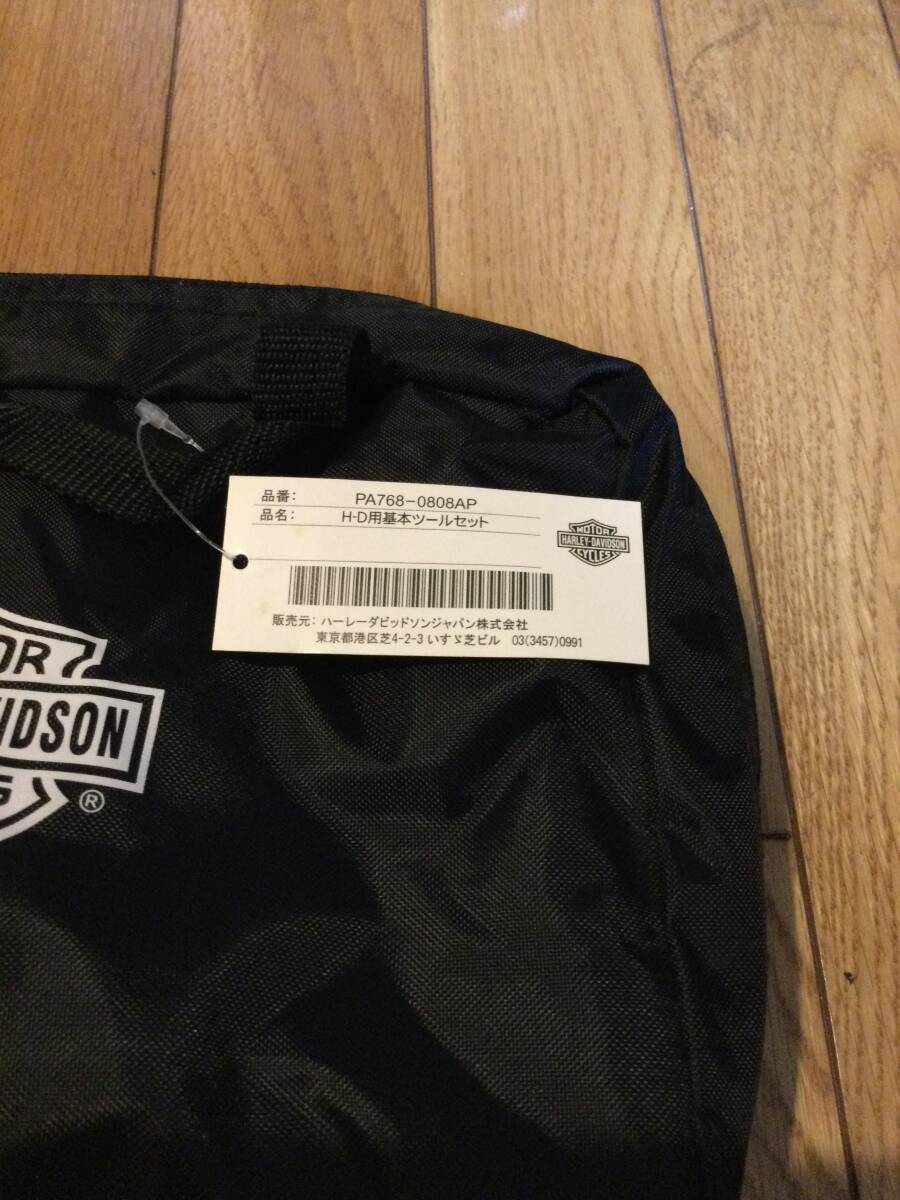 品番: PA768-0808AP
品名: H-D用基本ツールセット
MOTOR
HARLEY-DAVIDSON
CYCLES
販売元: ハーレーダビッドソンジャパン株式会社
東京都港区芝4-2-3 いすゞ芝ビル 03(3457)0991
OR
VIDSON
®